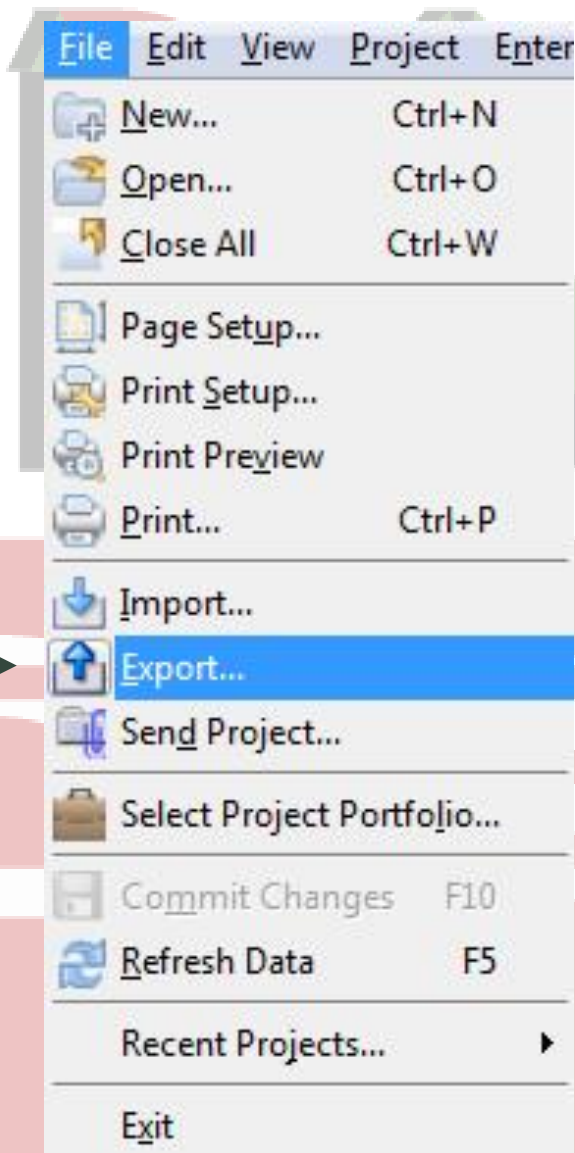 File Edit View Project Enter
New... Ctrl+N
Open... Ctrl+O
Close All Ctrl+W
Page Setup...
Print Setup...
Print Preview
Print... Ctrl+P
Import...
Export...
Send Project...
Select Project Portfolio...
Commit Changes F10
Refresh Data F5
Recent Projects...
Exit